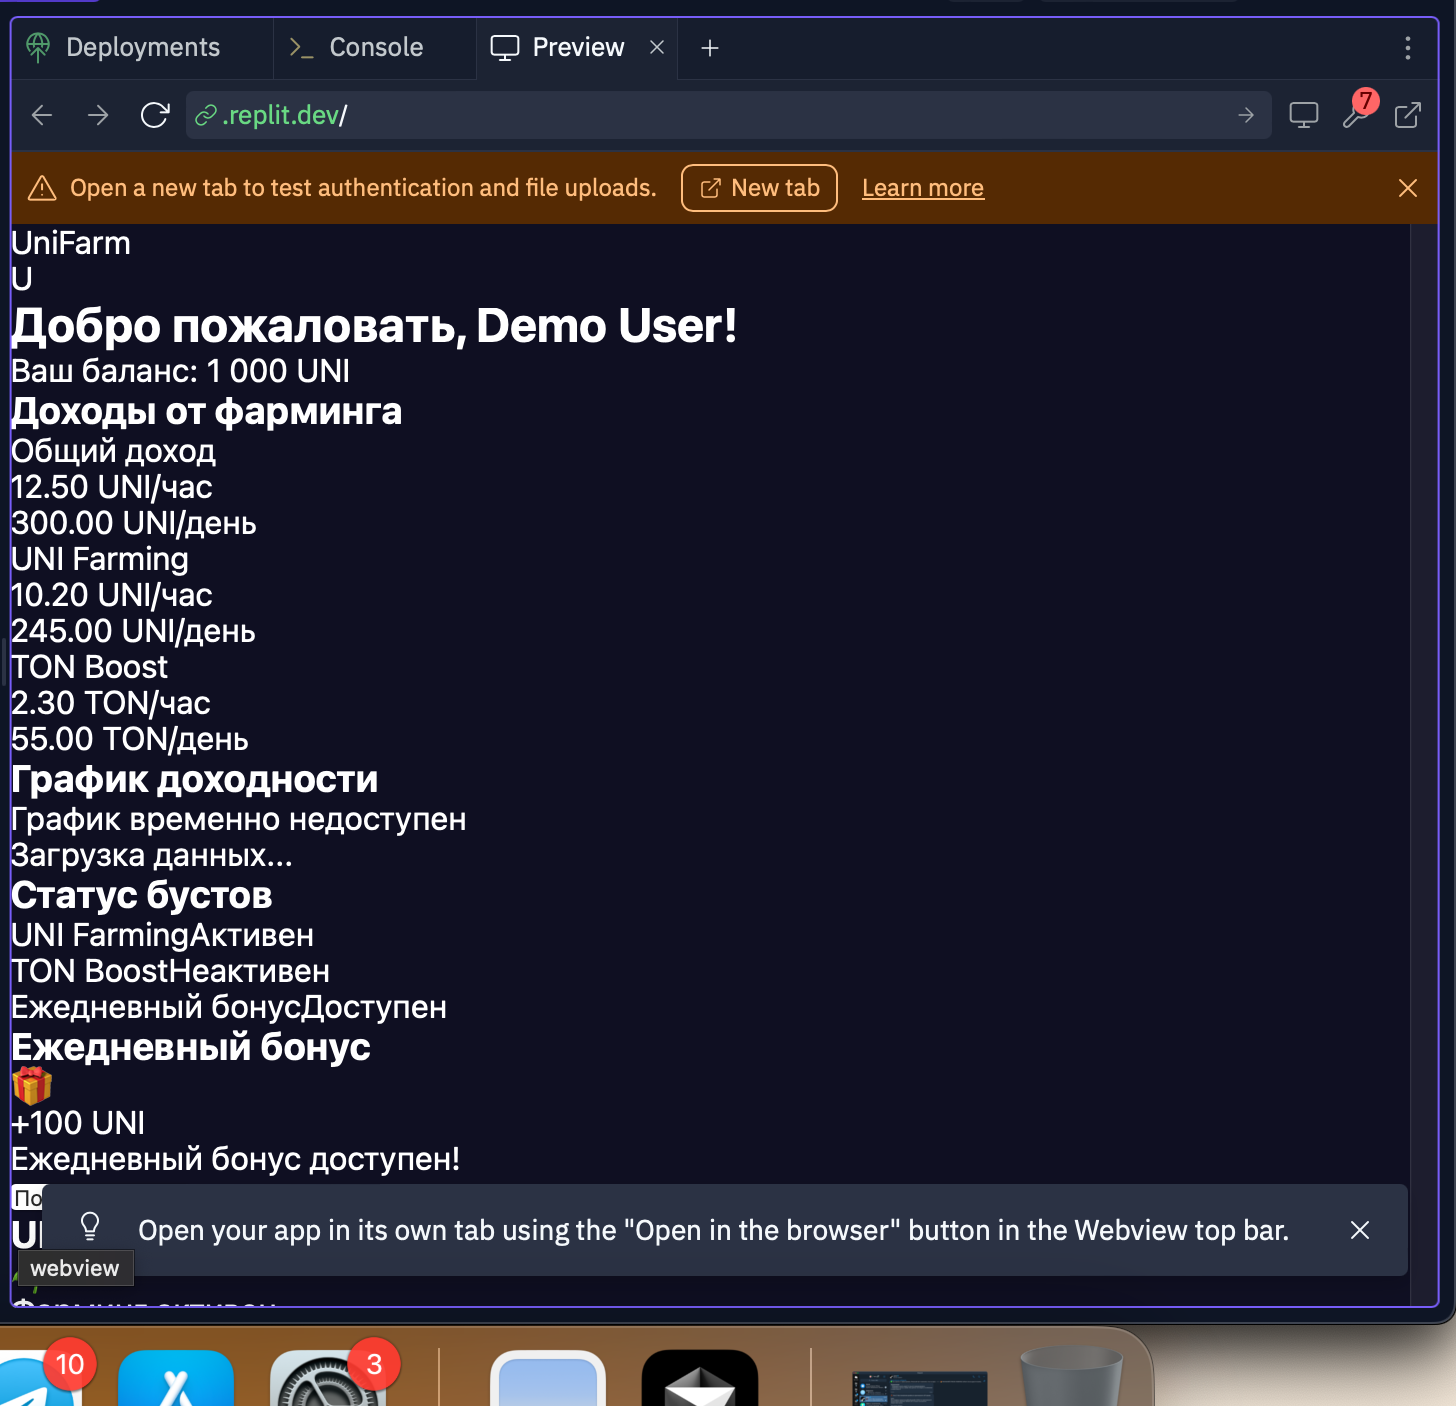 Deployments
Console
Preview
.replit.dev/
7
Open a new tab to test authentication and file uploads.
New tab
Learn more
UniFarm
U
Добро пожаловать, Demo User!
Ваш баланс: 1 000 UNI
Доходы от фарминга
Общий доход
12.50 UNI/час
300.00 UNI/день
UNI Farming
10.20 UNI/час
245.00 UNI/день
TON Boost
2.30 TON/час
55.00 TON/день
График доходности
График временно недоступен
Загрузка данных...
Статус бустов
UNI FarmingАктивен
TON BoostНеактивен
Ежедневный бонусДоступен
Ежедневный бонус
+100 UNI
Ежедневный бонус доступен!
По
Open your app in its own tab using the "Open in the browser" button in the Webview top bar.
webview
10
3